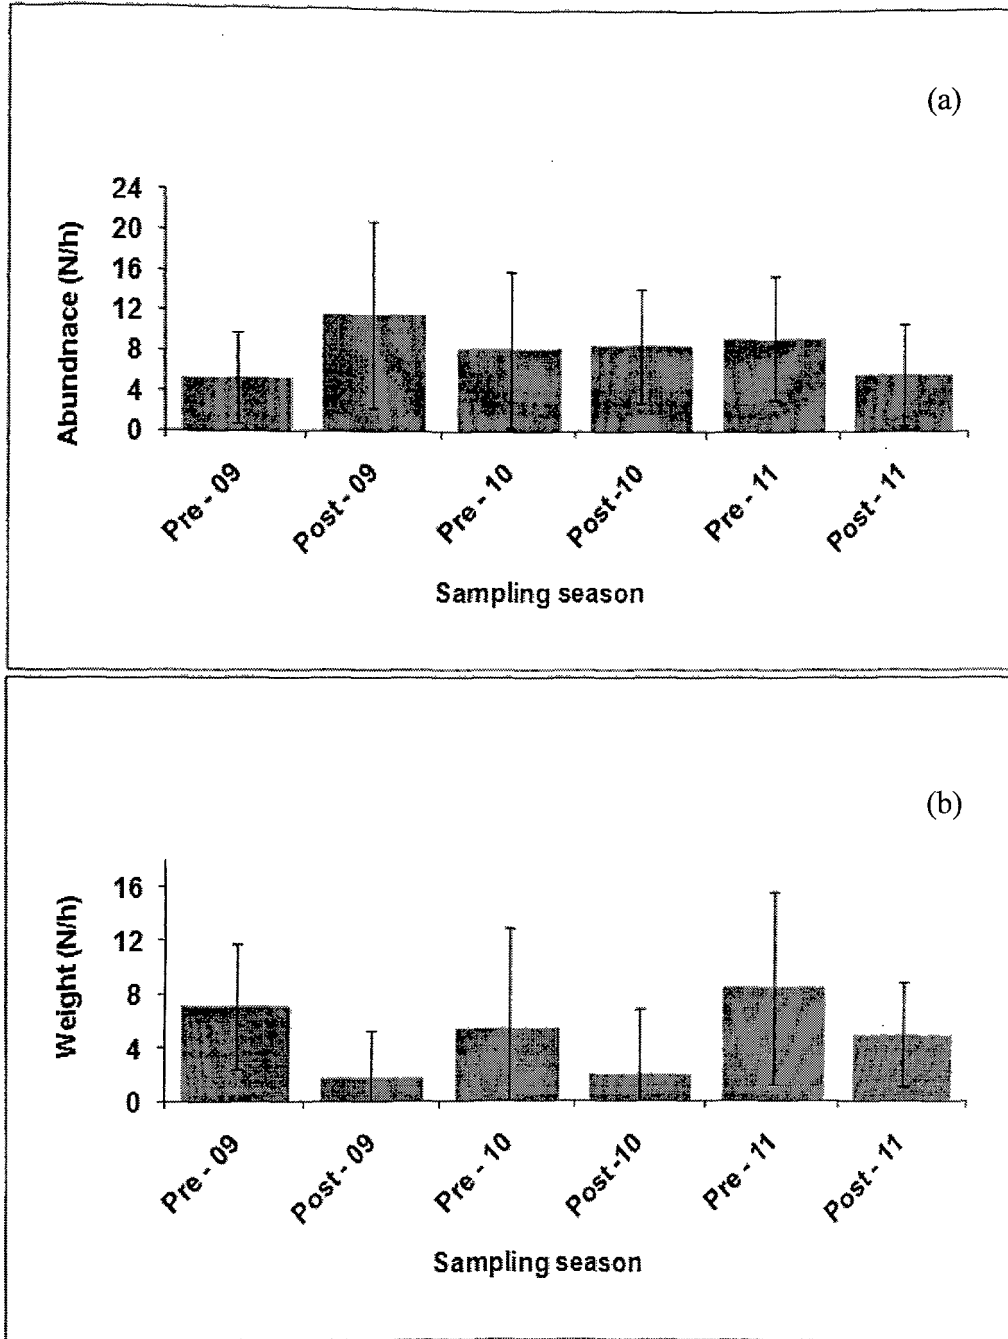 (a)
Abundnace (N/h)
24
20
16
12
8
4
0
Pre - 09
Post - 09
Pre - 10
Post -10
Pre - 11
Post - 11
Sampling season
(b)
Weight (N/h)
16
12
8
4
0
Pre - 09
Post - 09
Pre - 10
Post -10
Pre - 11
Post - 11
Sampling season